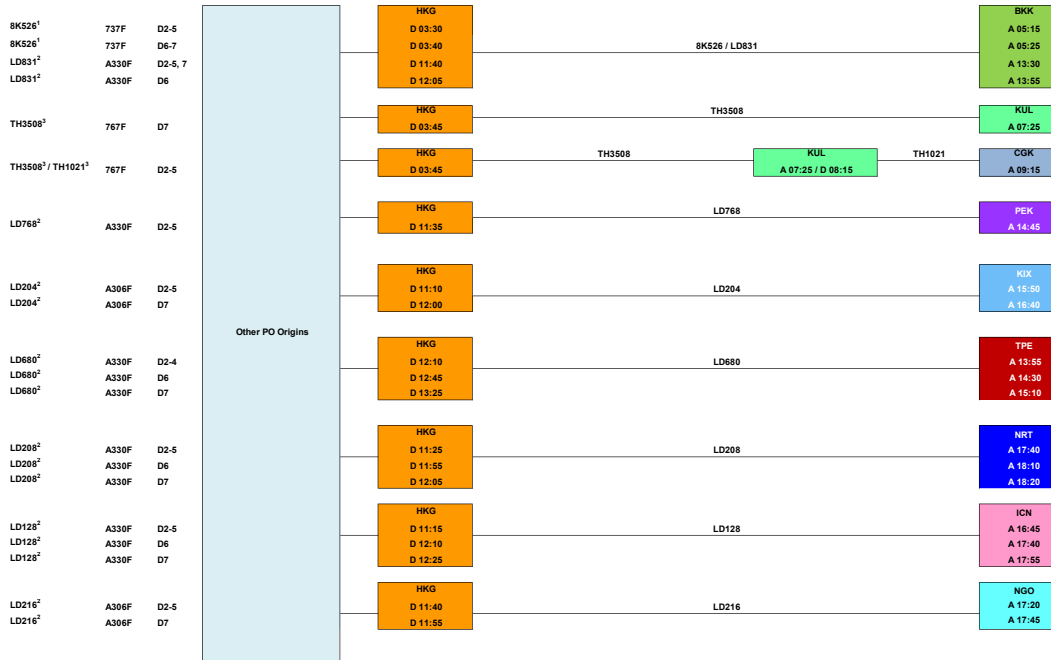 HKG BKK
8K526¹ 737F D2-5 D 03:30 A 05:15
8K526¹ 737F D6-7 D 03:40 8K526 / LD831 A 05:25
LD831² A330F D2-5, 7 D 11:40 A 13:30
LD831² A330F D6 D 12:05 A 13:55
HKG TH3508 KUL
TH3508³ 767F D7 D 03:45 A 07:25
HKG TH3508 KUL TH1021 CGK
TH3508³ / TH1021³ 767F D2-5 D 03:45 A 07:25 / D 08:15 A 09:15
HKG LD768 PEK
LD768² A330F D2-5 D 11:35 A 14:45
HKG KIX
LD204² A306F D2-5 D 11:10 LD204 A 15:50
LD204² A306F D7 D 12:00 A 16:40
Other PO Origins
HKG TPE
LD680² A330F D2-4 D 12:10 LD680 A 13:55
LD680² A330F D6 D 12:45 A 14:30
LD680² A330F D7 D 13:25 A 15:10
HKG NRT
LD208² A330F D2-5 D 11:25 LD208 A 17:40
LD208² A330F D6 D 11:55 A 18:10
LD208² A330F D7 D 12:05 A 18:20
HKG ICN
LD128² A330F D2-5 D 11:15 LD128 A 16:45
LD128² A330F D6 D 12:10 A 17:40
LD128² A330F D7 D 12:25 A 17:55
HKG NGO
LD216² A306F D2-5 D 11:40 LD216 A 17:20
LD216² A306F D7 D 11:55 A 17:45